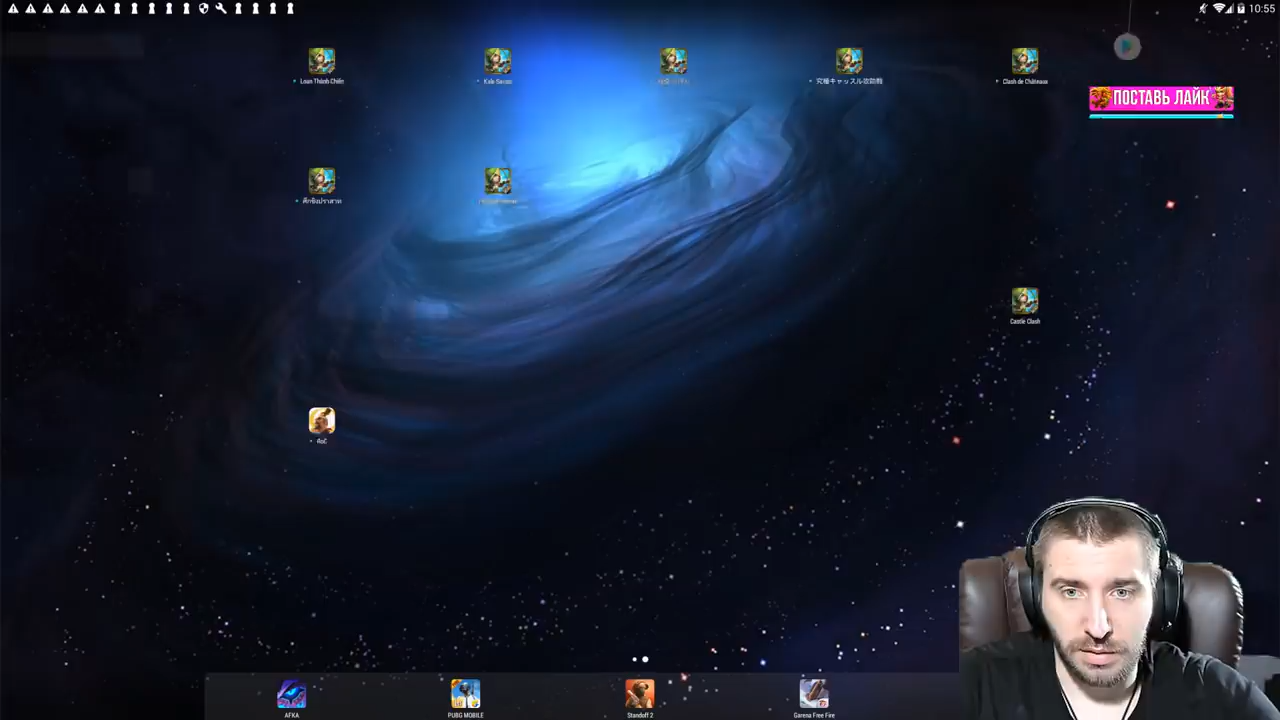 10:55
Loạn Thành Chiến
Kale Savaşı
究極キャッスル攻防戦
Clash de Châteaux
ПОСТАВЬ ЛАЙК
ศึกชิงปราสาท
Castle Clash
RoC
AFKA
PUBG MOBILE
Standoff 2
Garena Free Fire